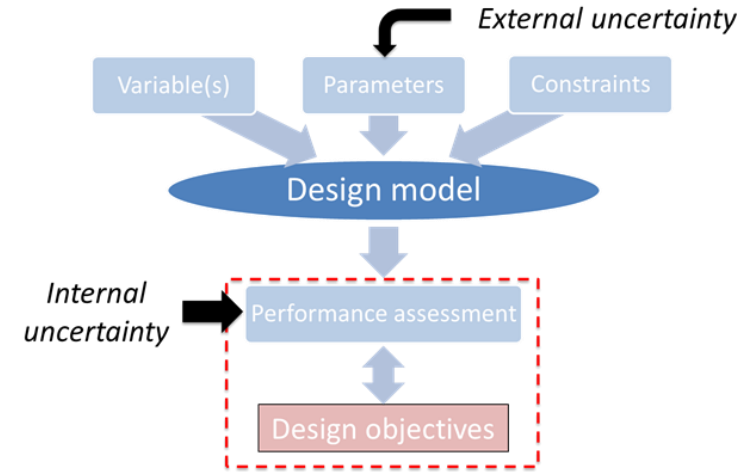 External uncertainty
Variable(s)
Parameters
Constraints
Design model
Internal
uncertainty
Performance assessment
Design objectives